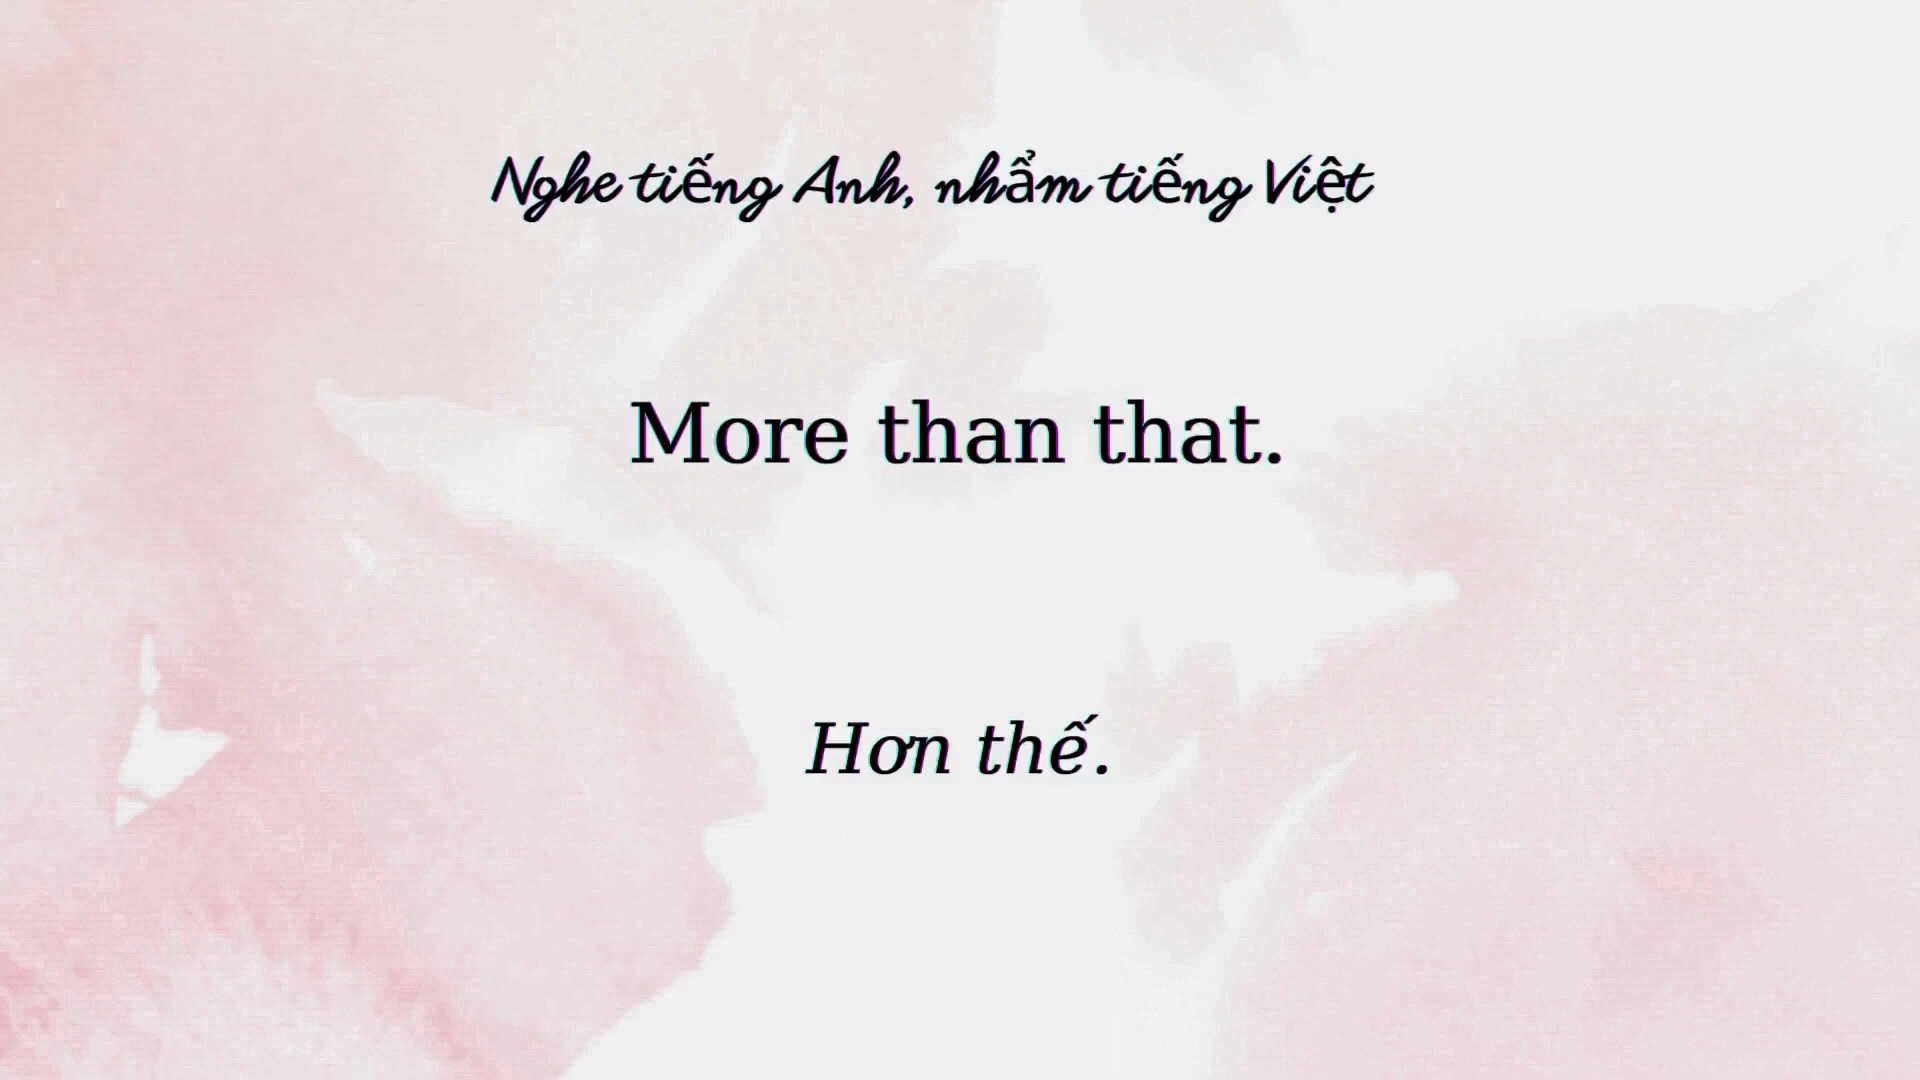 Nghe tiếng Anh, nhẩm tiếng Việt
More than that.
Hơn thế.